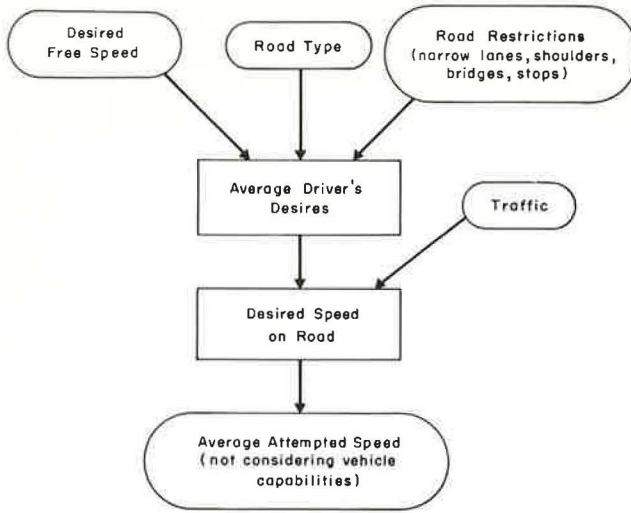 Desired
Free Speed
Road Type
Road Restrictions
(narrow lanes, shoulders,
bridges, stops)
Average Driver's
Desires
Traffic
Desired Speed
on Road
Average Attempted Speed
(not considering vehicle
capabilities)